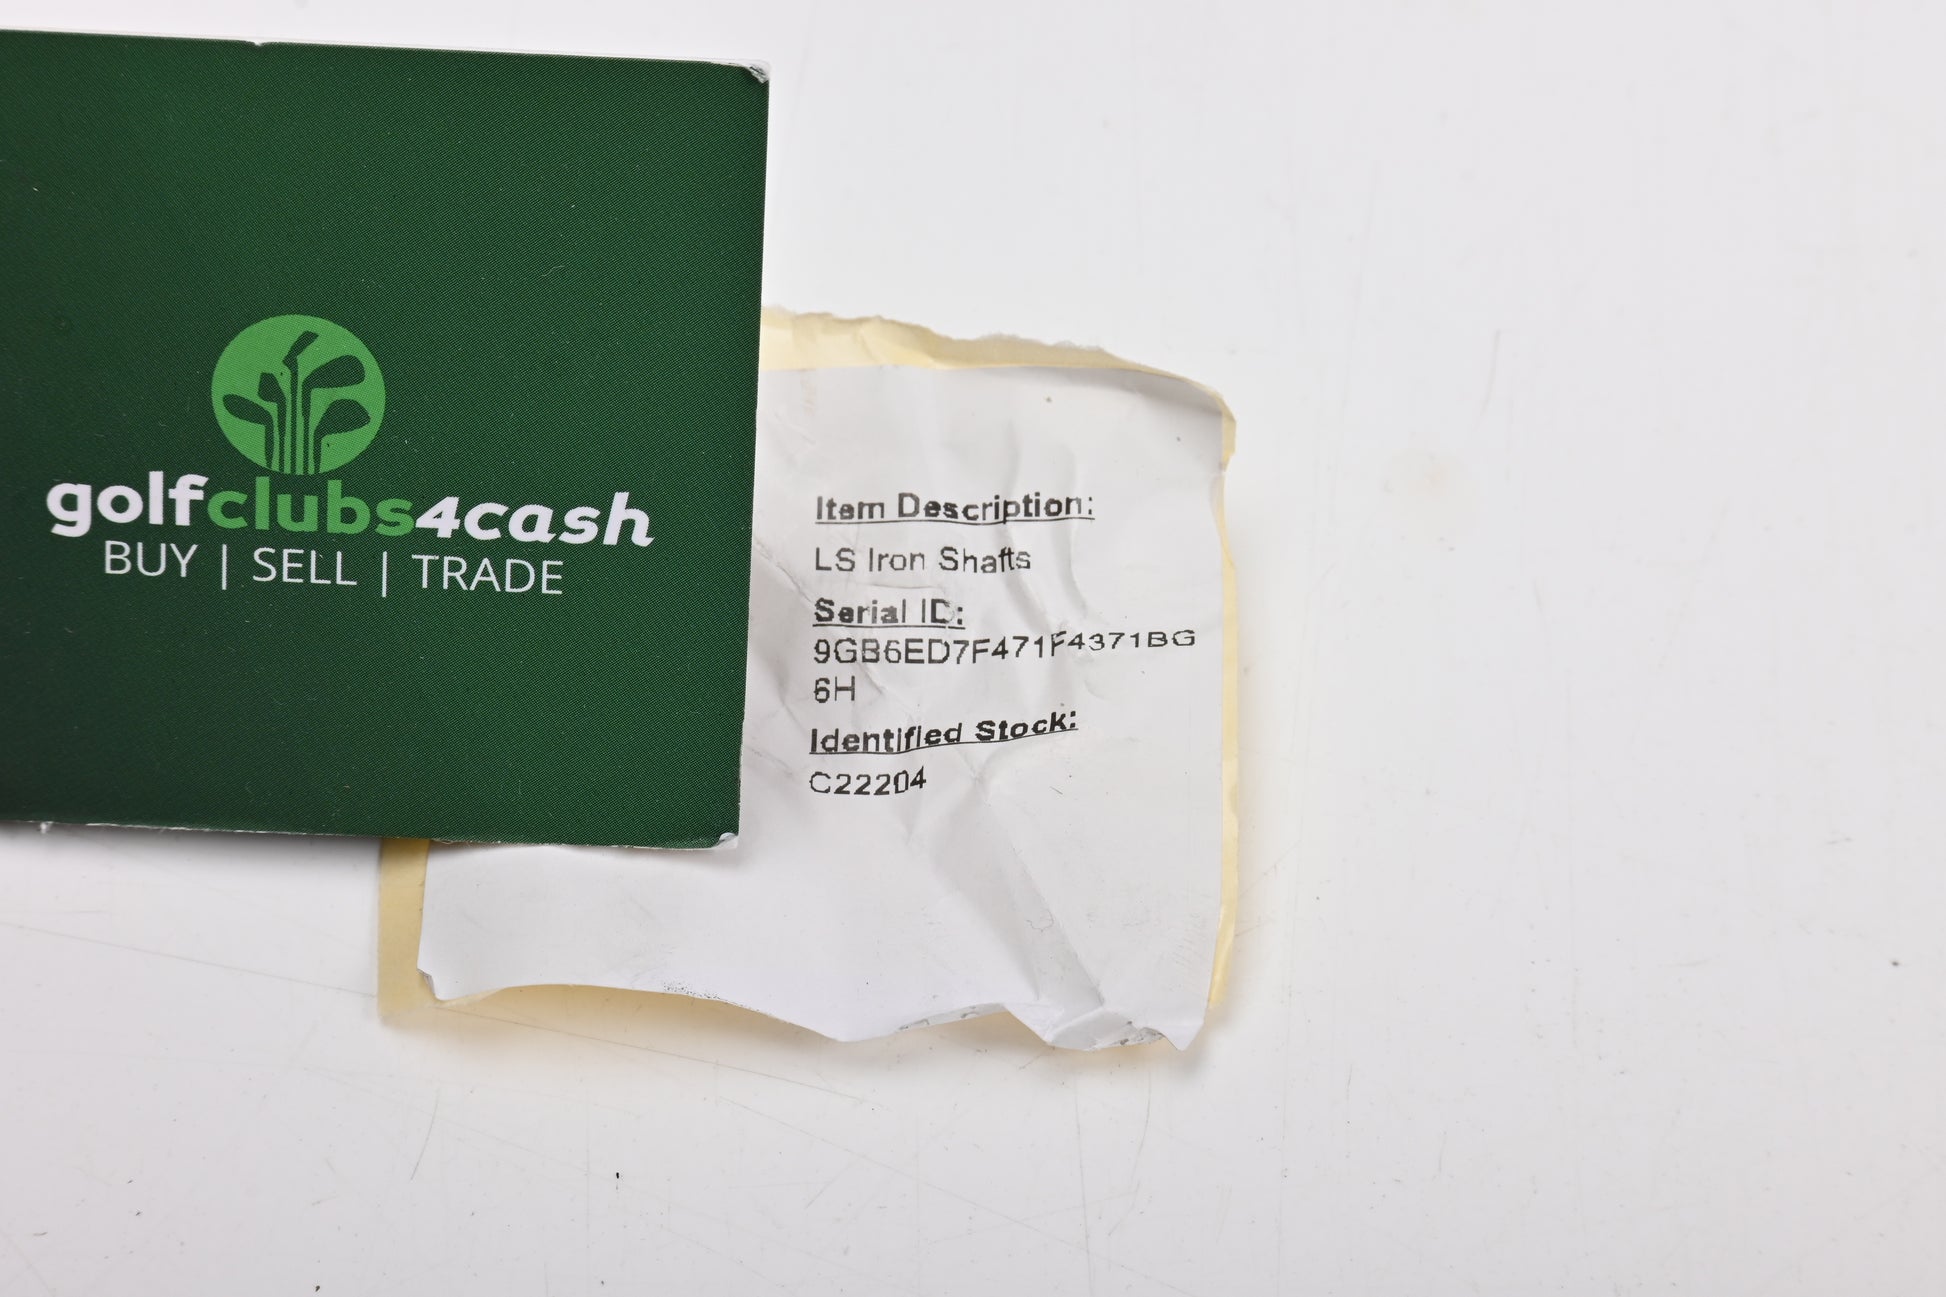 golfclubs4cash
BUY | SELL | TRADE
Item Description:
LS Iron Shafts
Serial ID:
9GB6ED7F471F4371BG
6H
Identified Stock:
C22204